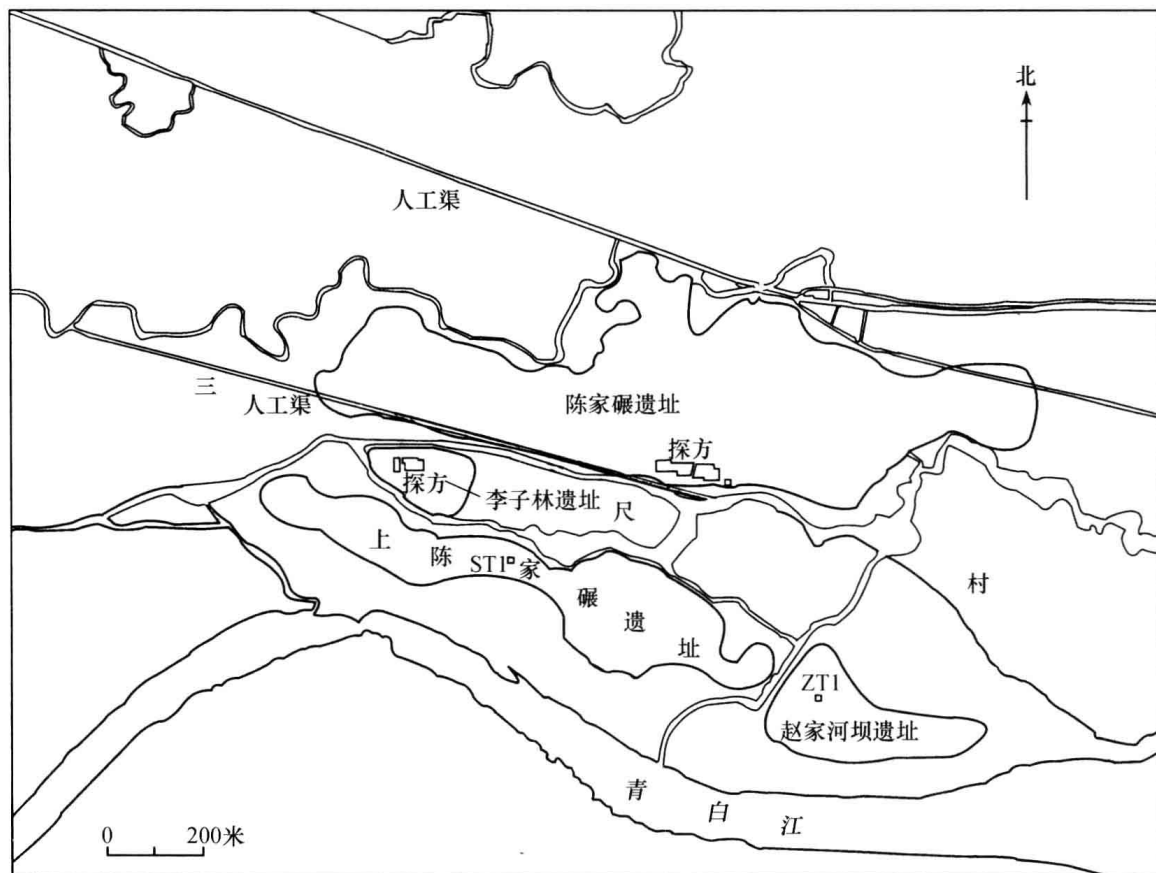 北
人工渠
三
人工渠
陈家碾遗址
探方
探方
李子林遗址
尺
上陈家碾遗址
ST1
村
ZT1
赵家河坝遗址
青白江
0 200米